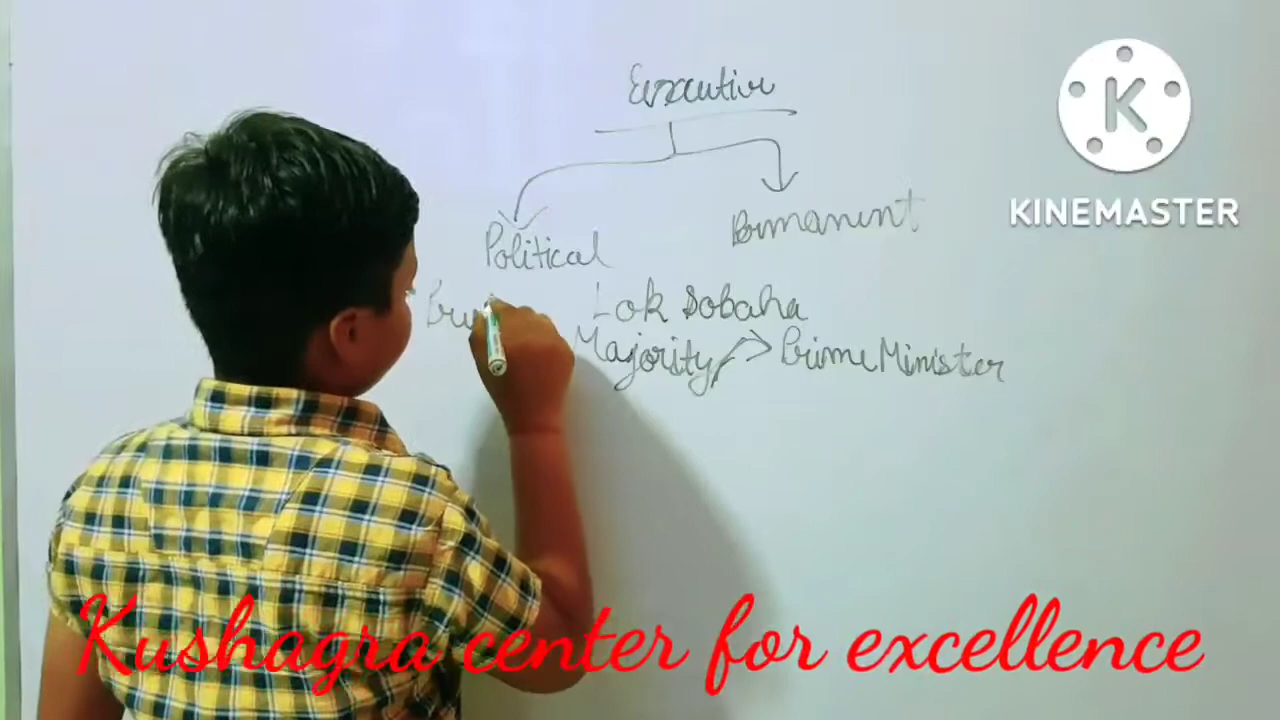 Executive
KINEMASTER
Political
Permanent
Lok Sobaha
Majority → Prime Minister
Kushagra center for excellence